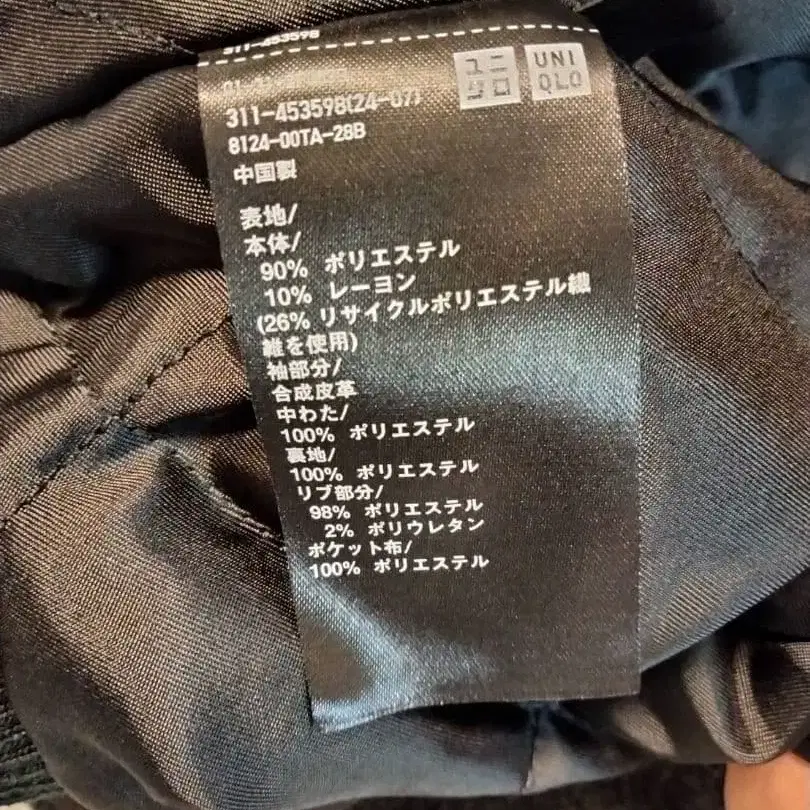 311-453598
ユニ
クロ
UNI
QLO
311-453598(24-07)
8124-00TA-28B
中国製
表地/
本体/
90% ポリエステル
10% レーヨン
(26% リサイクルポリエステル繊
維を使用)
袖部分/
合成皮革
中わた/
100% ポリエステル
裏地/
100% ポリエステル
リブ部分/
98% ポリエステル
2% ポリウレタン
ポケット布/
100% ポリエステル